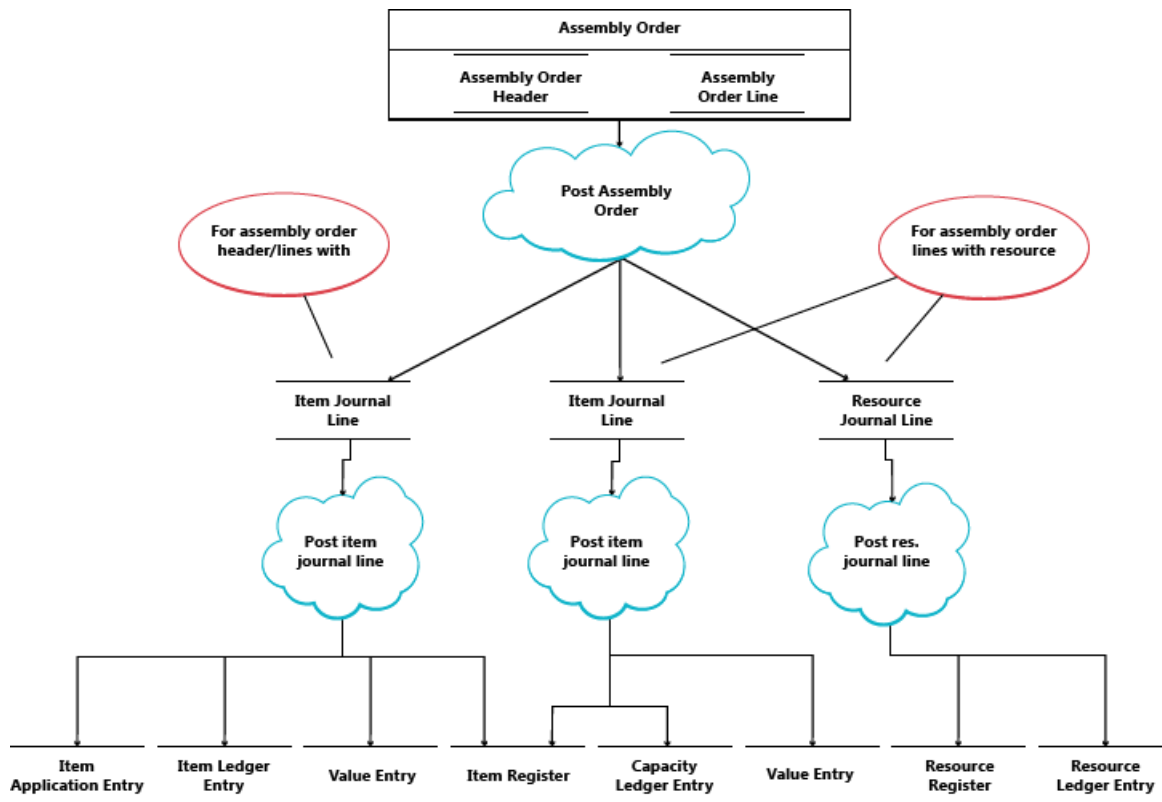 Assembly Order
Assembly Order
Header
Assembly
Order Line
Post Assembly
Order
For assembly order
header/lines with
For assembly order
lines with resource
Item Journal
Line
Item Journal
Line
Resource
Journal Line
Post item
journal line
Post item
journal line
Post res.
journal line
Item
Application Entry
Item Ledger
Entry
Value Entry
Item Register
Capacity
Ledger Entry
Value Entry
Resource
Register
Resource
Ledger Entry